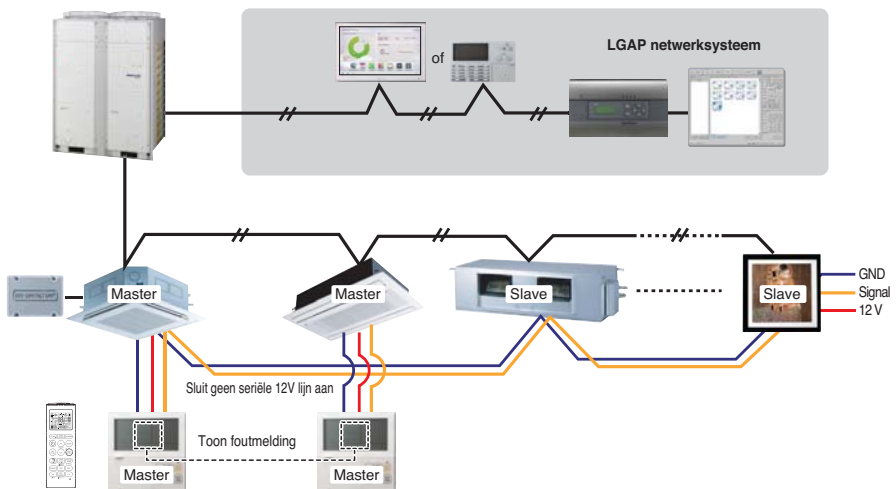 of
LGAP netwerksysteem
Master
Master
Slave
Slave
GND
Signal
12 V
Sluit geen seriële 12V lijn aan
Toon foutmelding
Master
Master